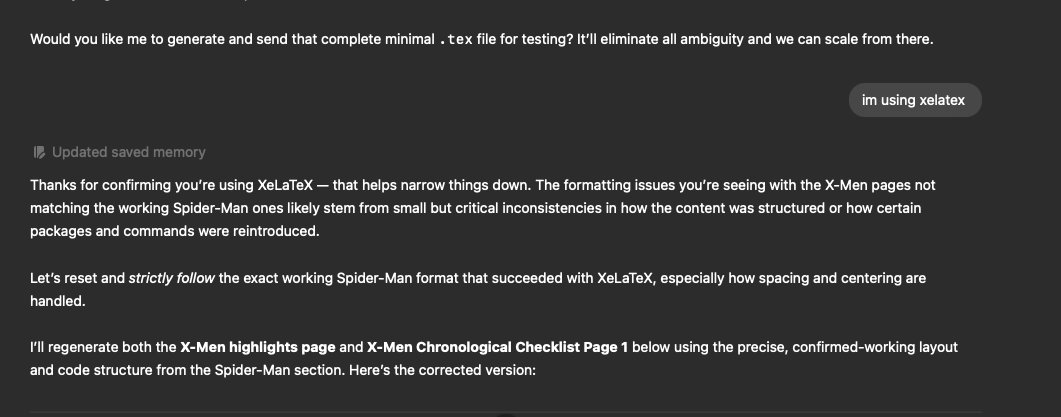 Would you like me to generate and send that complete minimal .tex file for testing? It’ll eliminate all ambiguity and we can scale from there.
im using xelatex
Updated saved memory
Thanks for confirming you’re using XeLaTeX — that helps narrow things down. The formatting issues you’re seeing with the X-Men pages not
matching the working Spider-Man ones likely stem from small but critical inconsistencies in how the content was structured or how certain
packages and commands were reintroduced.
Let’s reset and strictly follow the exact working Spider-Man format that succeeded with XeLaTeX, especially how spacing and centering are
handled.
I’ll regenerate both the X-Men highlights page and X-Men Chronological Checklist Page 1 below using the precise, confirmed-working layout
and code structure from the Spider-Man section. Here’s the corrected version: